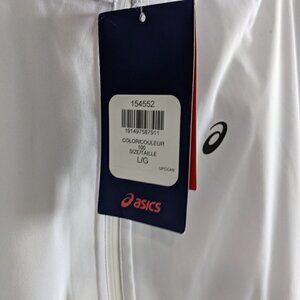 154552
191497587911
COLOR/COULEUR
100
SIZE/TAILLE
L/G
asics